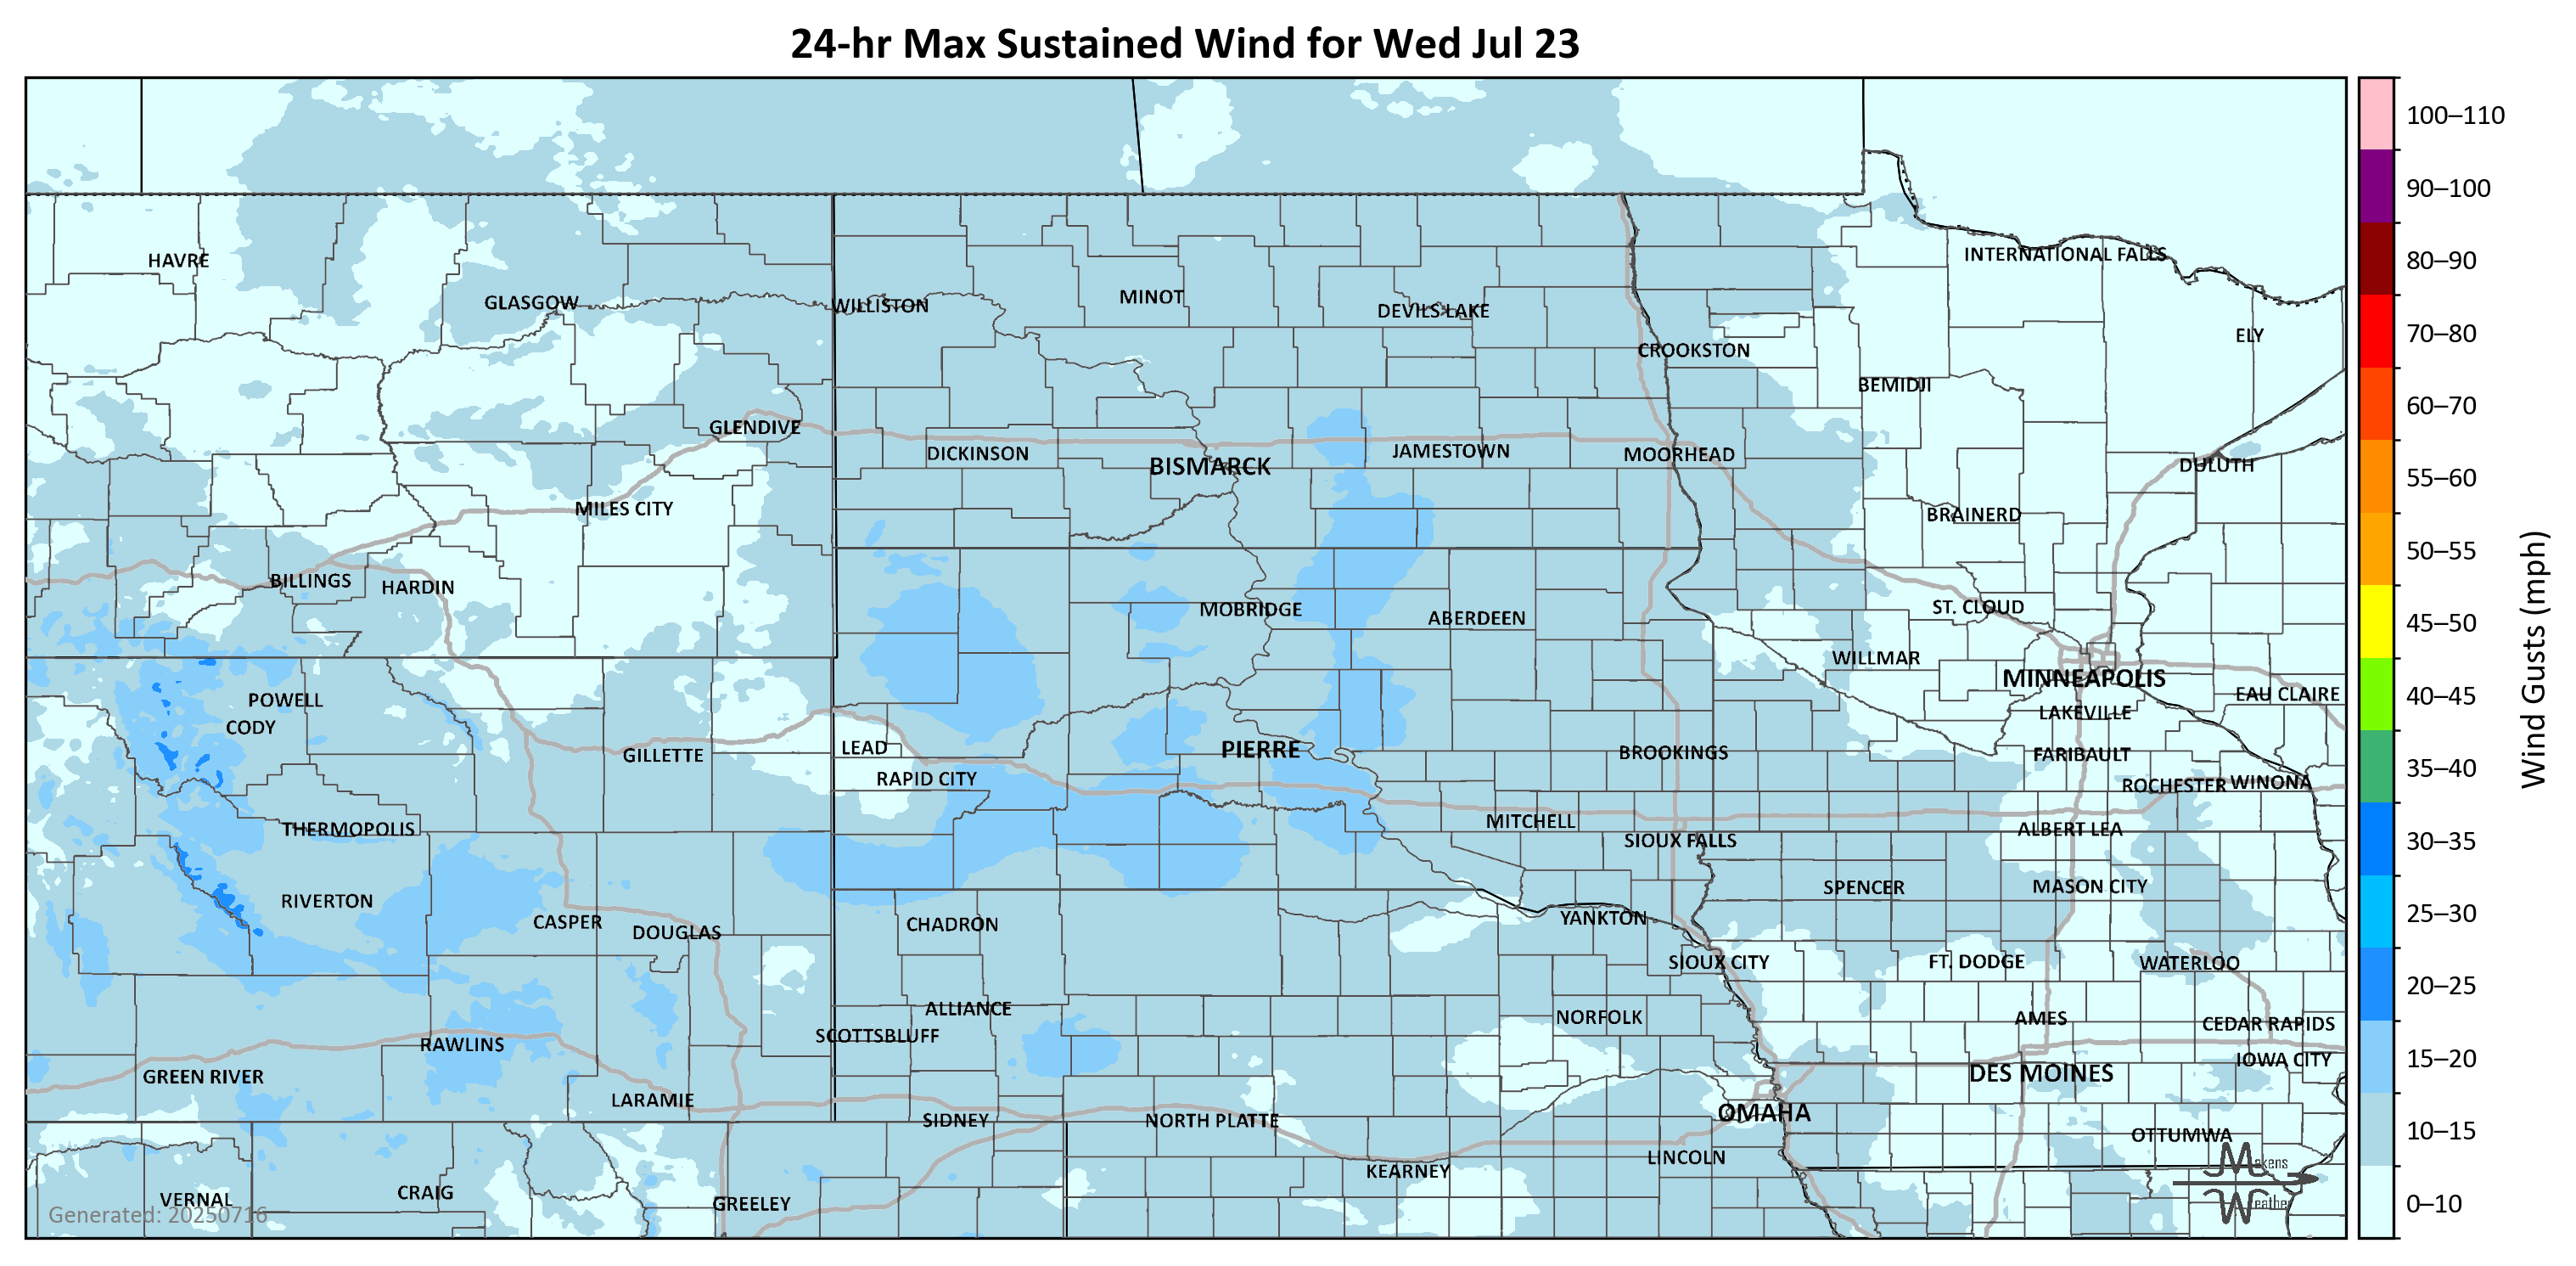 24-hr Max Sustained Wind for Wed Jul 23
100–110
90–100
80–90
70–80
60–70
55–60
50–55
45–50
40–45
35–40
30–35
25–30
20–25
15–20
10–15
0–10
Wind Gusts (mph)
HAVRE
INTERNATIONAL FALLS
GLASGOW
WILLISTON
MINOT
DEVILS LAKE
ELY
CROOKSTON
BEMIDJI
GLENDIVE
DICKINSON
BISMARCK
JAMESTOWN
MOORHEAD
DULUTH
MILES CITY
BRAINERD
BILLINGS
HARDIN
MOBRIDGE
ABERDEEN
ST. CLOUD
WILLMAR
MINNEAPOLIS
EAU CLAIRE
POWELL
CODY
LAKEVILLE
GILLETTE
LEAD
PIERRE
BROOKINGS
FARIBAULT
RAPID CITY
ROCHESTER
WINONA
THERMOPOLIS
MITCHELL
SIOUX FALLS
ALBERT LEA
RIVERTON
SPENCER
MASON CITY
CASPER
DOUGLAS
CHADRON
YANKTON
SIOUX CITY
FT. DODGE
WATERLOO
ALLIANCE
NORFOLK
AMES
CEDAR RAPIDS
SCOTTSBLUFF
RAWLINS
IOWA CITY
GREEN RIVER
DES MOINES
LARAMIE
SIDNEY
NORTH PLATTE
OMAHA
OTTUMWA
LINCOLN
KEARNEY
VERNAL
CRAIG
GREELEY
Makens
Weather
Generated: 20250716